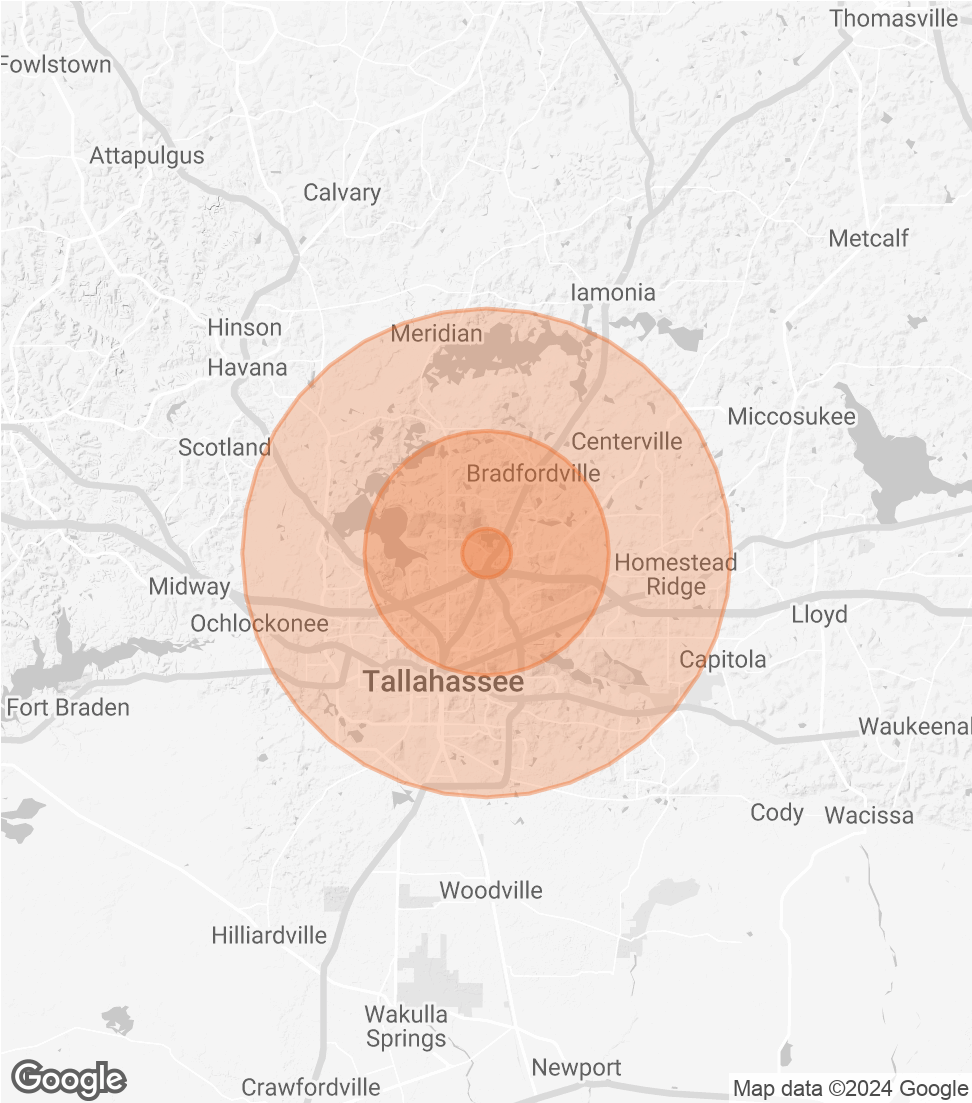 Thomasville
Fowlstown
Attapulgus
Calvary
Metcalf
Iamonia
Hinson
Meridian
Havana
Miccosukee
Scotland
Centerville
Bradfordville
Homestead
Ridge
Midway
Lloyd
Ochlockonee
Capitola
Tallahassee
Fort Braden
Waukeenah
Cody
Wacissa
Woodville
Hilliardville
Wakulla
Springs
Newport
Google
Crawfordville
Map data ©2024 Google